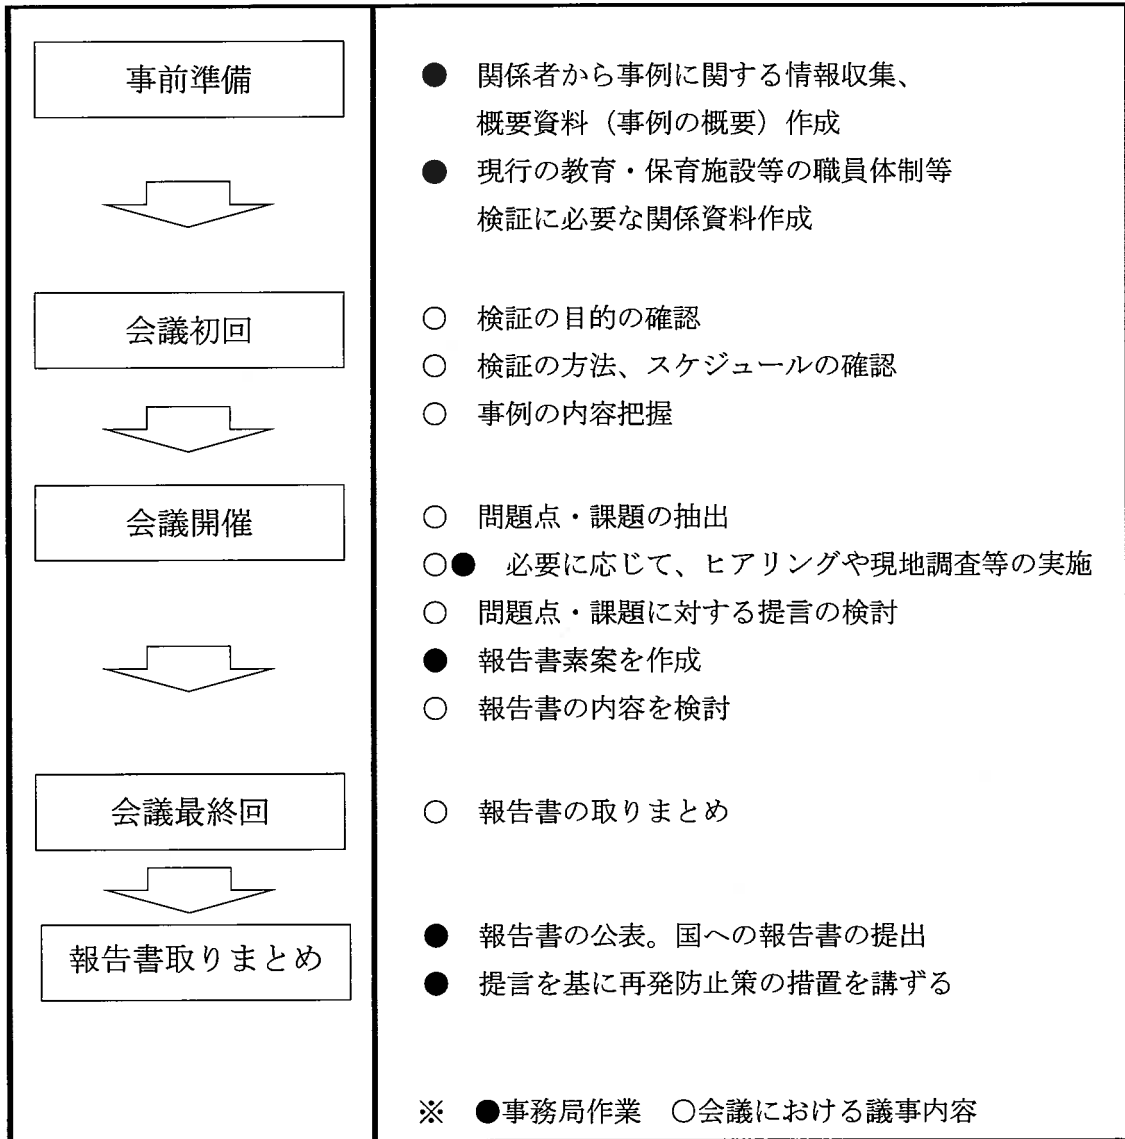 事前準備
● 関係者から事例に関する情報収集、
概要資料（事例の概要）作成
● 現行の教育・保育施設等の職員体制等
検証に必要な関係資料作成
会議初回
○ 検証の目的の確認
○ 検証の方法、スケジュールの確認
○ 事例の内容把握
会議開催
○ 問題点・課題の抽出
○● 必要に応じて、ヒアリングや現地調査等の実施
○ 問題点・課題に対する提言の検討
● 報告書素案を作成
○ 報告書の内容を検討
会議最終回
○ 報告書の取りまとめ
報告書取りまとめ
● 報告書の公表。国への報告書の提出
● 提言を基に再発防止策の措置を講ずる
※ ●事務局作業 ○会議における議事内容